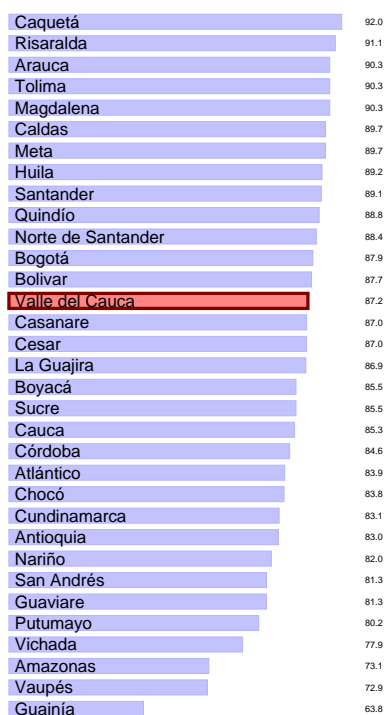 Caquetá 92.0
Risaralda 91.1
Arauca 90.3
Tolima 90.3
Magdalena 90.3
Caldas 89.7
Meta 89.7
Huila 89.2
Santander 89.1
Quindío 88.8
Norte de Santander 88.4
Bogotá 87.9
Bolivar 87.7
Valle del Cauca 87.2
Casanare 87.0
Cesar 87.0
La Guajira 86.9
Boyacá 85.5
Sucre 85.5
Cauca 85.3
Córdoba 84.6
Atlántico 83.9
Chocó 83.8
Cundinamarca 83.1
Antioquia 83.0
Nariño 82.0
San Andrés 81.3
Guaviare 81.3
Putumayo 80.2
Vichada 77.9
Amazonas 73.1
Vaupés 72.9
Guainía 63.8